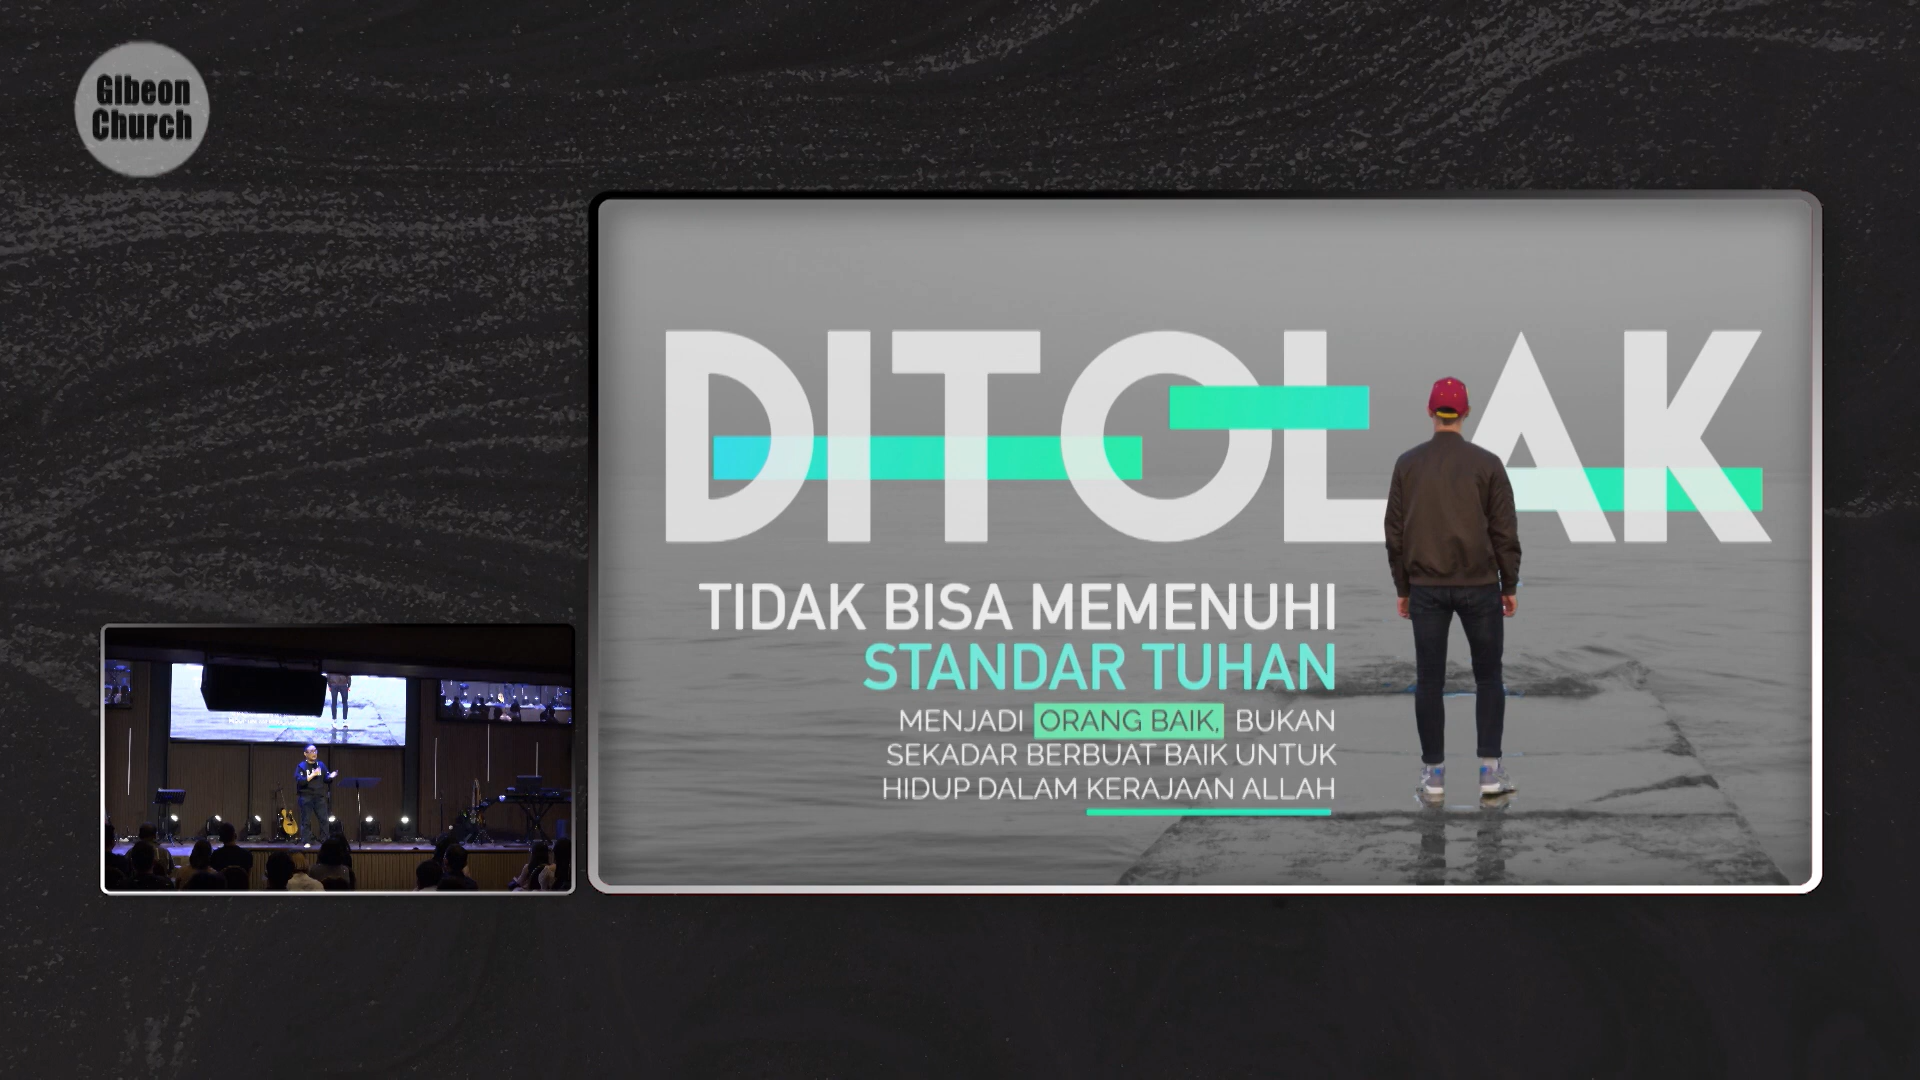 Gibeon
Church
DITOLAK
TIDAK BISA MEMENUHI
STANDAR TUHAN
MENJADI ORANG BAIK, BUKAN
SEKADAR BERBUAT BAIK UNTUK
HIDUP DALAM KERAJAAN ALLAH